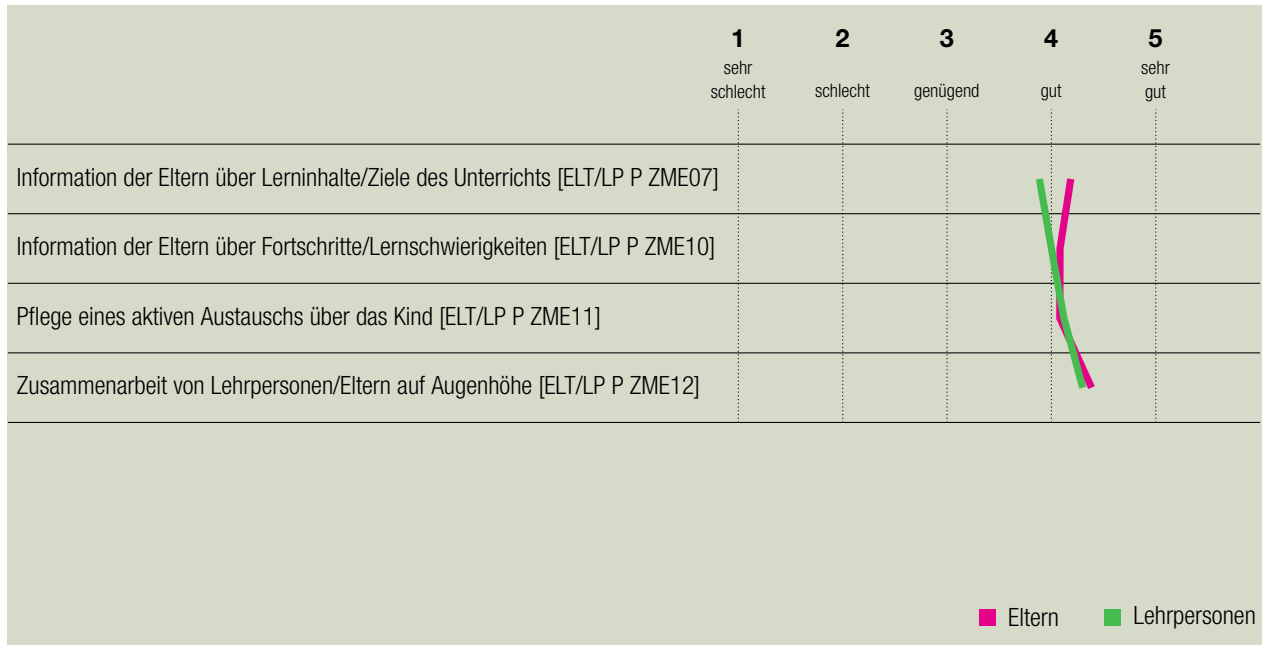 1 2 3 4 5
sehr schlecht schlecht genügend gut sehr gut
Information der Eltern über Lerninhalte/Ziele des Unterrichts [ELT/LP P ZME07]
Information der Eltern über Fortschritte/Lernschwierigkeiten [ELT/LP P ZME10]
Pflege eines aktiven Austauschs über das Kind [ELT/LP P ZME11]
Zusammenarbeit von Lehrpersonen/Eltern auf Augenhöhe [ELT/LP P ZME12]
Eltern Lehrpersonen